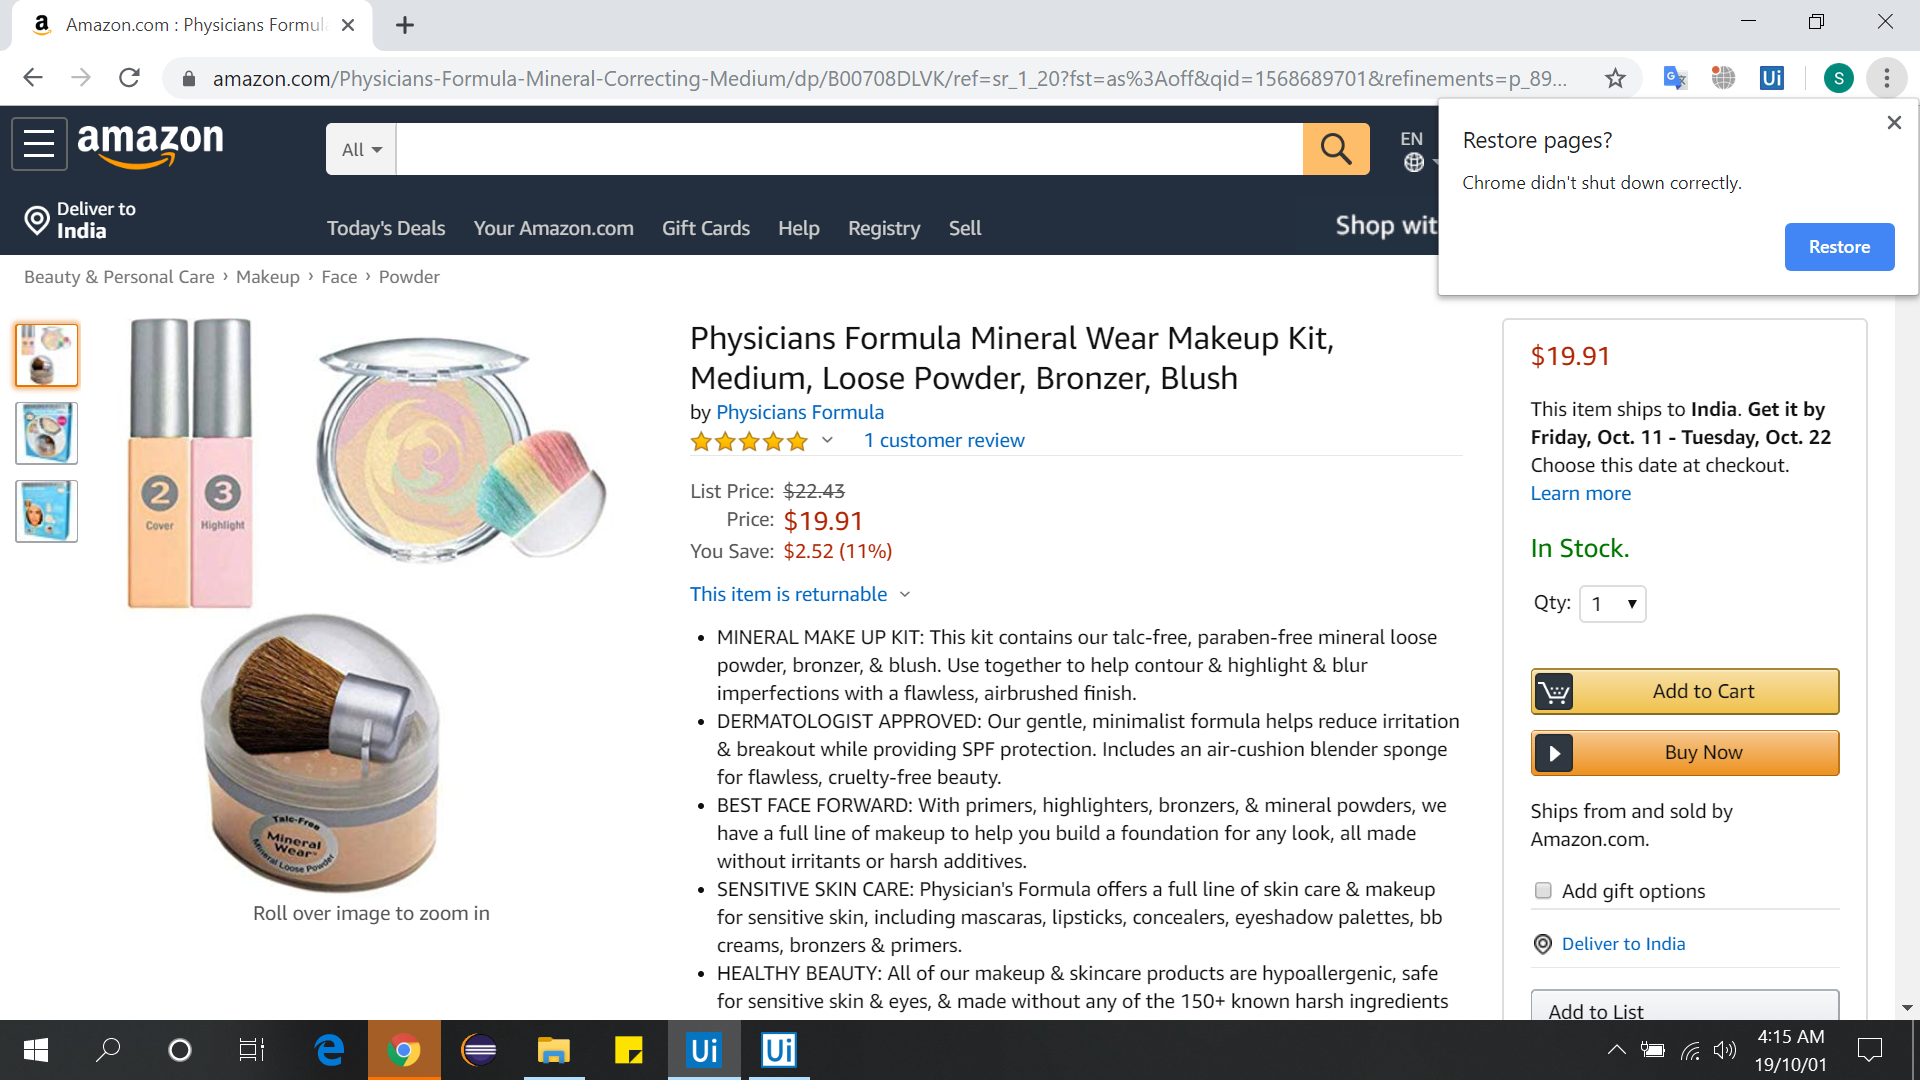 Amazon.com : Physicians Formula
amazon.com/Physicians-Formula-Mineral-Correcting-Medium/dp/B00708DLVK/ref=sr_1_20?fst=as%3Aoff&qid=1568689701&refinements=p_89...
S
Ui
Restore pages?
Chrome didn't shut down correctly.
Restore
amazon
All
EN
Deliver to
India
Today's Deals
Your Amazon.com
Gift Cards
Help
Registry
Sell
Shop wit
Beauty & Personal Care › Makeup › Face › Powder
2
Cover
3
Highlight
Talc-Free
Mineral
Wear
Mineral Loose Powder
Roll over image to zoom in
Physicians Formula Mineral Wear Makeup Kit,
Medium, Loose Powder, Bronzer, Blush
by Physicians Formula
1 customer review
List Price: $22.43
Price: $19.91
You Save: $2.52 (11%)
This item is returnable
• MINERAL MAKE UP KIT: This kit contains our talc-free, paraben-free mineral loose
powder, bronzer, & blush. Use together to help contour & highlight & blur
imperfections with a flawless, airbrushed finish.
• DERMATOLOGIST APPROVED: Our gentle, minimalist formula helps reduce irritation
& breakout while providing SPF protection. Includes an air-cushion blender sponge
for flawless, cruelty-free beauty.
• BEST FACE FORWARD: With primers, highlighters, bronzers, & mineral powders, we
have a full line of makeup to help you build a foundation for any look, all made
without irritants or harsh additives.
• SENSITIVE SKIN CARE: Physician's Formula offers a full line of skin care & makeup
for sensitive skin, including mascaras, lipsticks, concealers, eyeshadow palettes, bb
creams, bronzers & primers.
• HEALTHY BEAUTY: All of our makeup & skincare products are hypoallergenic, safe
for sensitive skin & eyes, & made without any of the 150+ known harsh ingredients
$19.91
This item ships to India. Get it by
Friday, Oct. 11 - Tuesday, Oct. 22
Choose this date at checkout.
Learn more
In Stock.
Qty: 1
Add to Cart
Buy Now
Ships from and sold by
Amazon.com.
Add gift options
Deliver to India
Add to List
Ui
Ui
4:15 AM
19/10/01